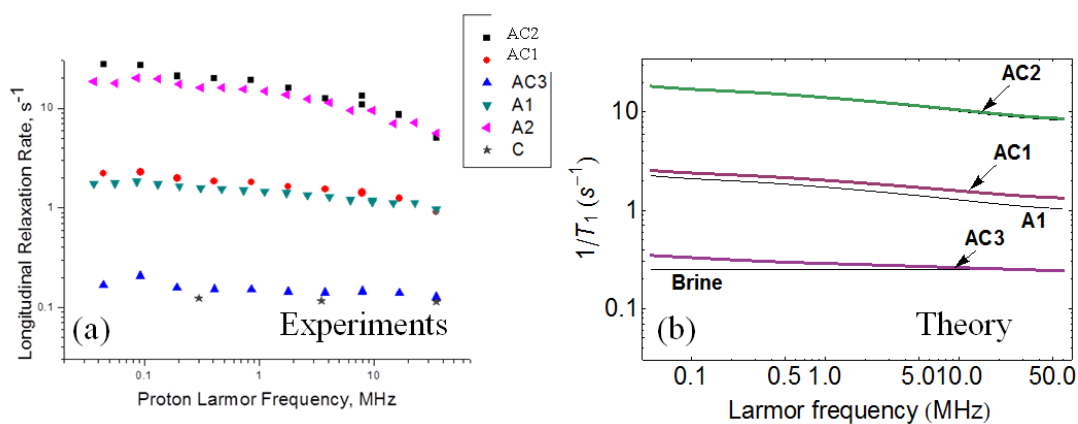 Longitudinal Relaxation Rate, s⁻¹
10
1
0.1
0.1
1
10
Proton Larmor Frequency, MHz
(a)
Experiments
AC2
AC1
AC3
A1
A2
C
1/T₁ (s⁻¹)
10
1
0.1
AC2
AC1
A1
AC3
Brine
(b)
Theory
0.1
0.5 1.0
5.0 10.0
50.0
Larmor frequency (MHz)